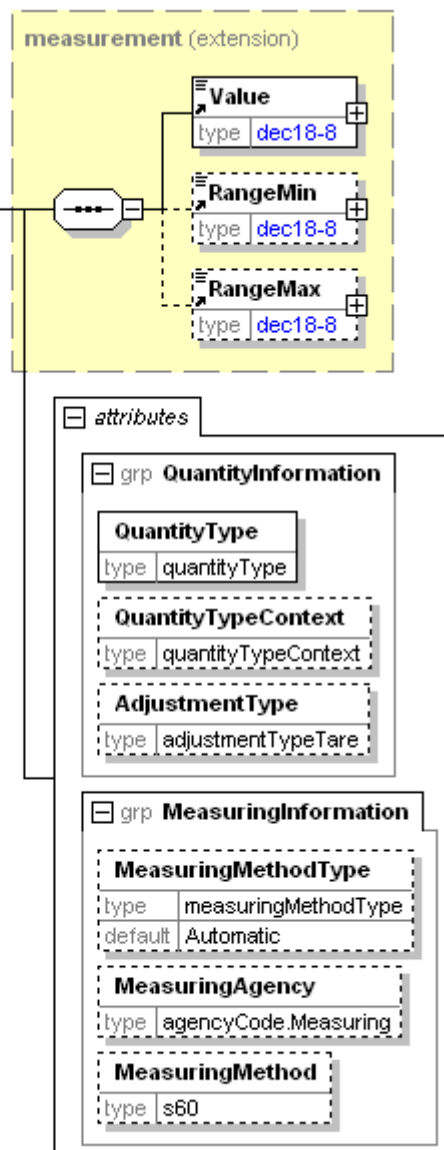 measurement (extension)
Value
type dec18-8
RangeMin
type dec18-8
RangeMax
type dec18-8
attributes
grp QuantityInformation
QuantityType
type quantityType
QuantityTypeContext
type quantityTypeContext
AdjustmentType
type adjustmentTypeTare
grp MeasuringInformation
MeasuringMethodType
type measuringMethodType
default Automatic
MeasuringAgency
type agencyCode.Measuring
MeasuringMethod
type s60